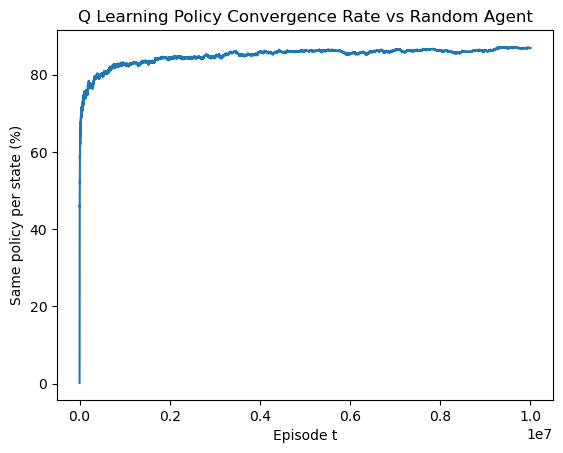 Q Learning Policy Convergence Rate vs Random Agent
Same policy per state (%)
80
60
40
20
0
0.0 0.2 0.4 0.6 0.8 1.0
1e7
Episode t